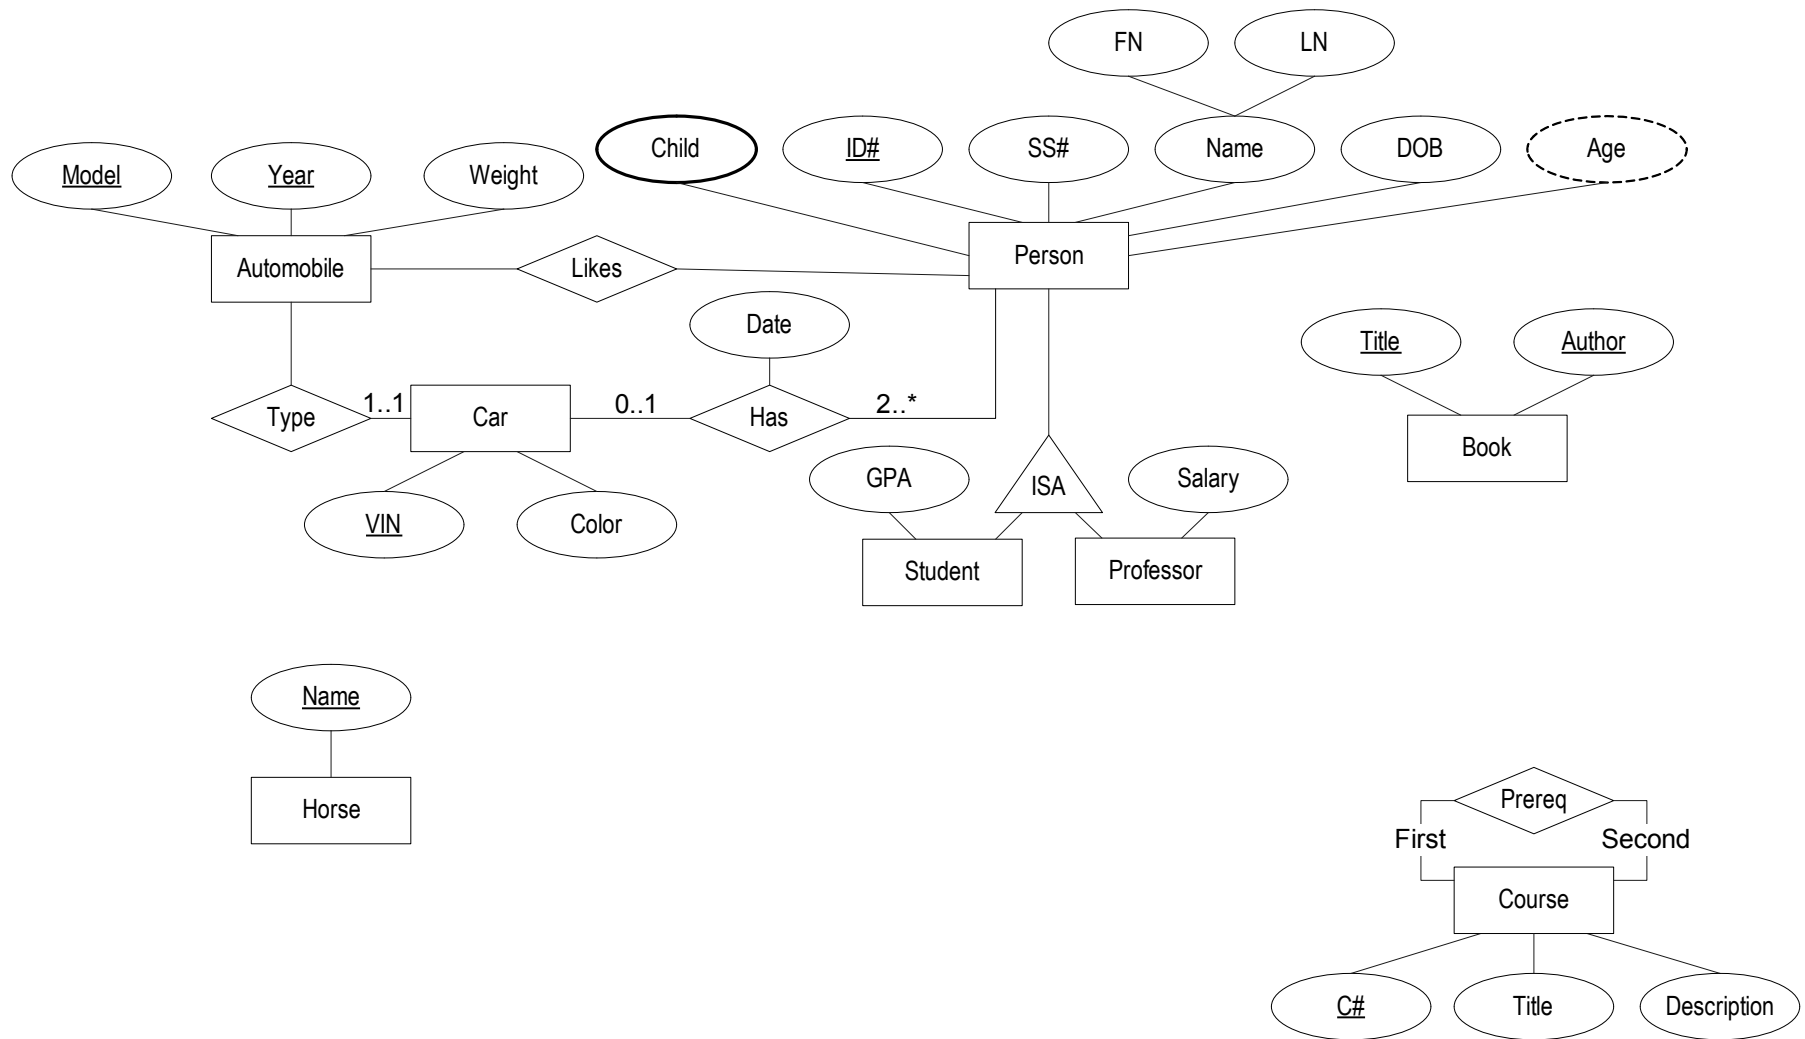 FN
LN
Child
ID#
SS#
Name
DOB
Age
Model
Year
Weight
Automobile
Likes
Person
Date
Title
Author
Type
1..1
Car
0..1
Has
2..*
Book
GPA
ISA
Salary
VIN
Color
Student
Professor
Name
Horse
Prereq
First
Second
Course
C#
Title
Description